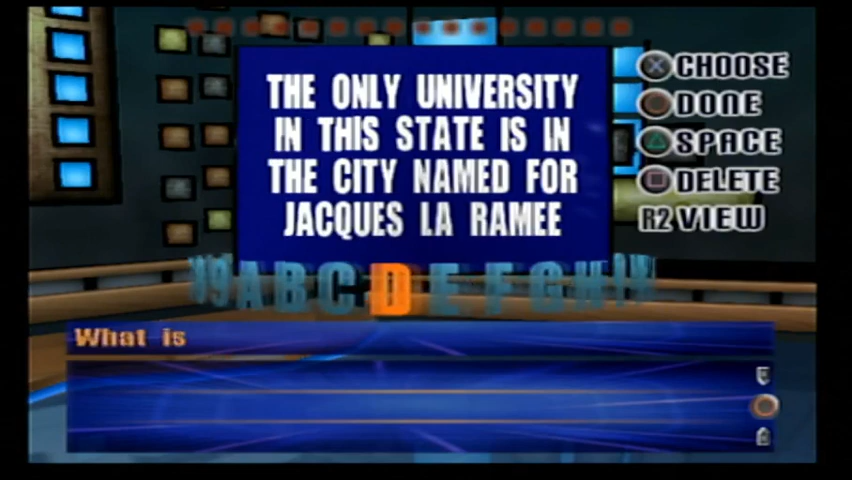 THE ONLY UNIVERSITY
IN THIS STATE IS IN
THE CITY NAMED FOR
JACQUES LA RAMEE
CHOOSE
DONE
SPACE
DELETE
R2 VIEW
9 A B C D E F G H
What is